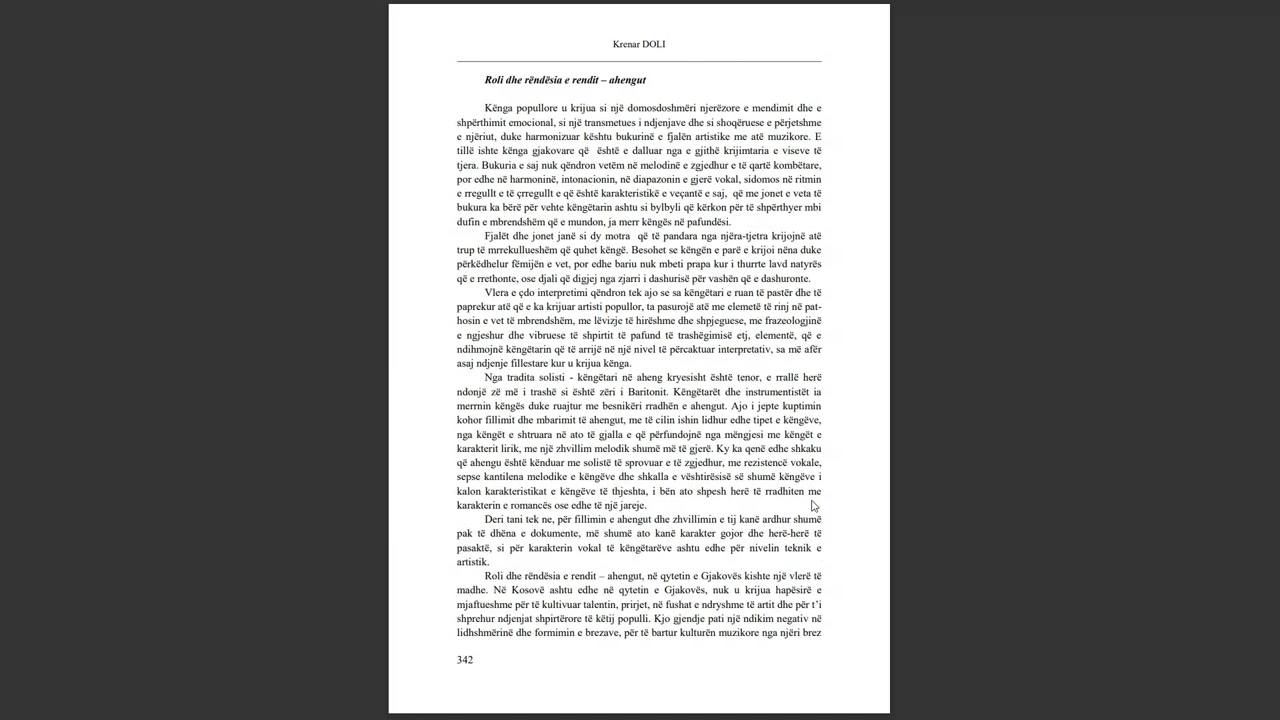 Krenar DOLI
Roli dhe rëndësia e rendit – ahengut
Kënga popullore u krijua si një domosdoshmëri njerëzore e mendimit dhe e
shpërthimit emocional, si një transmetues i ndjenjave dhe si shoqëruese e përjetshme
e njëriut, duke harmonizuar kështu bukurinë e fjalën artistike me atë muzikore. E
tillë ishte kënga gjakovare që është e dalluar nga e gjithë krijimtaria e viseve të
tjera. Bukuria e saj nuk qëndron vetëm në melodinë e zgjedhur e të qartë kombëtare,
por edhe në harmoninë, intonacionin, në diapazonin e gjerë vokal, sidomos në ritmin
e rregullt e të çrregullt e që është karakteristikë e veçantë e saj, që me jonet e veta të
bukura ka bërë për vehte këngëtarin ashtu si bylbyli që kërkon për të shpërthyer mbi
dufin e mbrendshëm që e mundon, ja merr këngës në pafundësi.
Fjalët dhe jonet janë si dy motra që të pandara nga njëra-tjetra krijojnë atë
trup të mrrekullueshëm që quhet këngë. Besohet se këngën e parë e krijoi nëna duke
përkëdhelur fëmijën e vet, por edhe bariu nuk mbeti prapa kur i thurrte lavd natyrës
që e rrethonte, ose djali që digjej nga zjarri i dashurisë për vashën që e dashuronte.
Vlera e çdo interpretimi qëndron tek ajo se sa këngëtari e ruan të pastër dhe të
paprekur atë që e ka krijuar artisti popullor, ta pasurojë atë me elemetë të rinj në pat-
hosin e vet të mbrendshëm, me lëvizje të hirëshme dhe shpjeguese, me frazeologjinë
e ngjeshur dhe vibruese të shpirtit të pafund të trashëgimisë etj, elementë, që e
ndihmojnë këngëtarin që të arrijë në një nivel të përcaktuar interpretativ, sa më afër
asaj ndjenje fillestare kur u krijua kënga.
Nga tradita solisti - këngëtari në aheng kryesisht është tenor, e rrallë herë
ndonjë zë më i trashë si është zëri i Baritonit. Këngëtarët dhe instrumentistët ia
merrnin këngës duke ruajtur me besnikëri rradhën e ahengut. Ajo i jepte kuptimin
kohor fillimit dhe mbarimit të ahengut, me të cilin ishin lidhur edhe tipet e këngëve,
nga këngët e shtruara në ato të gjalla e që përfundojnë nga mëngjesi me këngët e
karakterit lirik, me një zhvillim melodik shumë më të gjerë. Ky ka qenë edhe shkaku
që ahengu është kënduar me solistë të sprovuar e të zgjedhur, me rezistencë vokale,
sepse kantilena melodike e këngëve dhe shkalla e vështirësisë së shumë këngëve i
kalon karakteristikat e këngëve të thjeshta, i bën ato shpesh herë të rradhiten me
karakterin e romancës ose edhe të një jareje.
Deri tani tek ne, për fillimin e ahengut dhe zhvillimin e tij kanë ardhur shumë
pak të dhëna e dokumente, më shumë ato kanë karakter gojor dhe herë-herë të
pasaktë, si për karakterin vokal të këngëtarëve ashtu edhe për nivelin teknik e
artistik.
Roli dhe rëndësia e rendit – ahengut, në qytetin e Gjakovës kishte një vlerë të
madhe. Në Kosovë ashtu edhe në qytetin e Gjakovës, nuk u krijua hapësirë e
mjaftueshme për të kultivuar talentin, prirjet, në fushat e ndryshme të artit dhe për t’i
shprehur ndjenjat shpirtërore të këtij populli. Kjo gjendje pati një ndikim negativ në
lidhshmërinë dhe formimin e brezave, për të bartur kulturën muzikore nga njëri brez
342